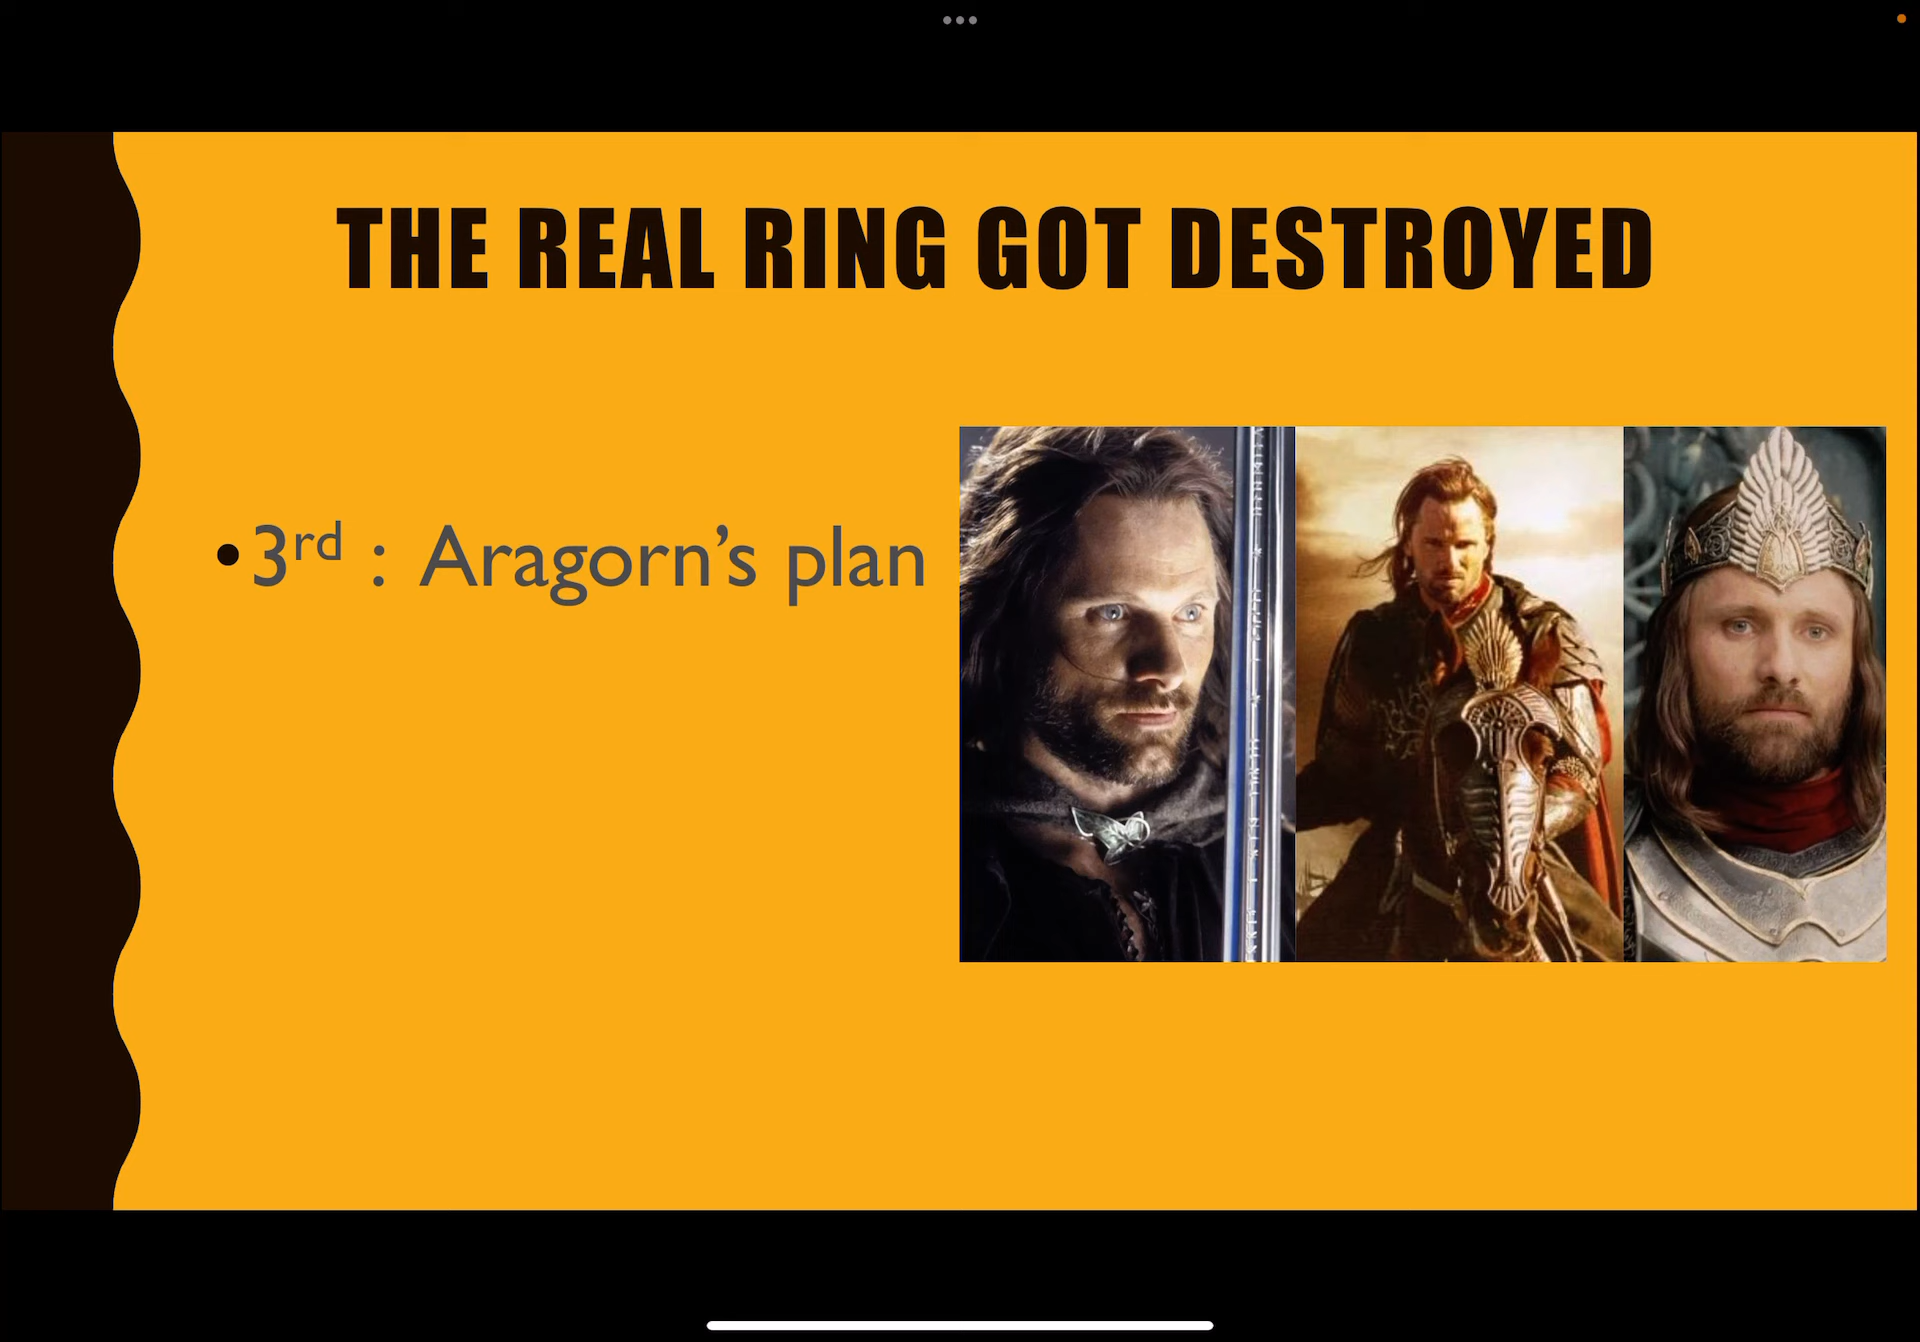 THE REAL RING GOT DESTROYED
•3rd : Aragorn’s plan